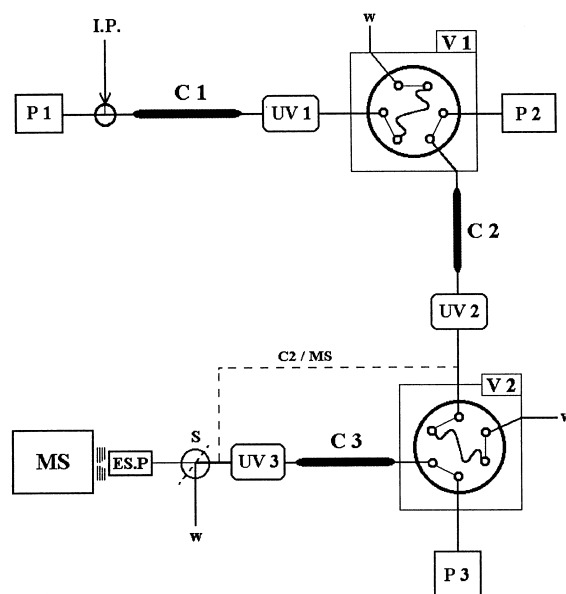 I.P.
w
V 1
P 1
C 1
UV 1
P 2
C 2
UV 2
C2 / MS
V 2
S
w
MS
ES.P
UV 3
C 3
w
P 3